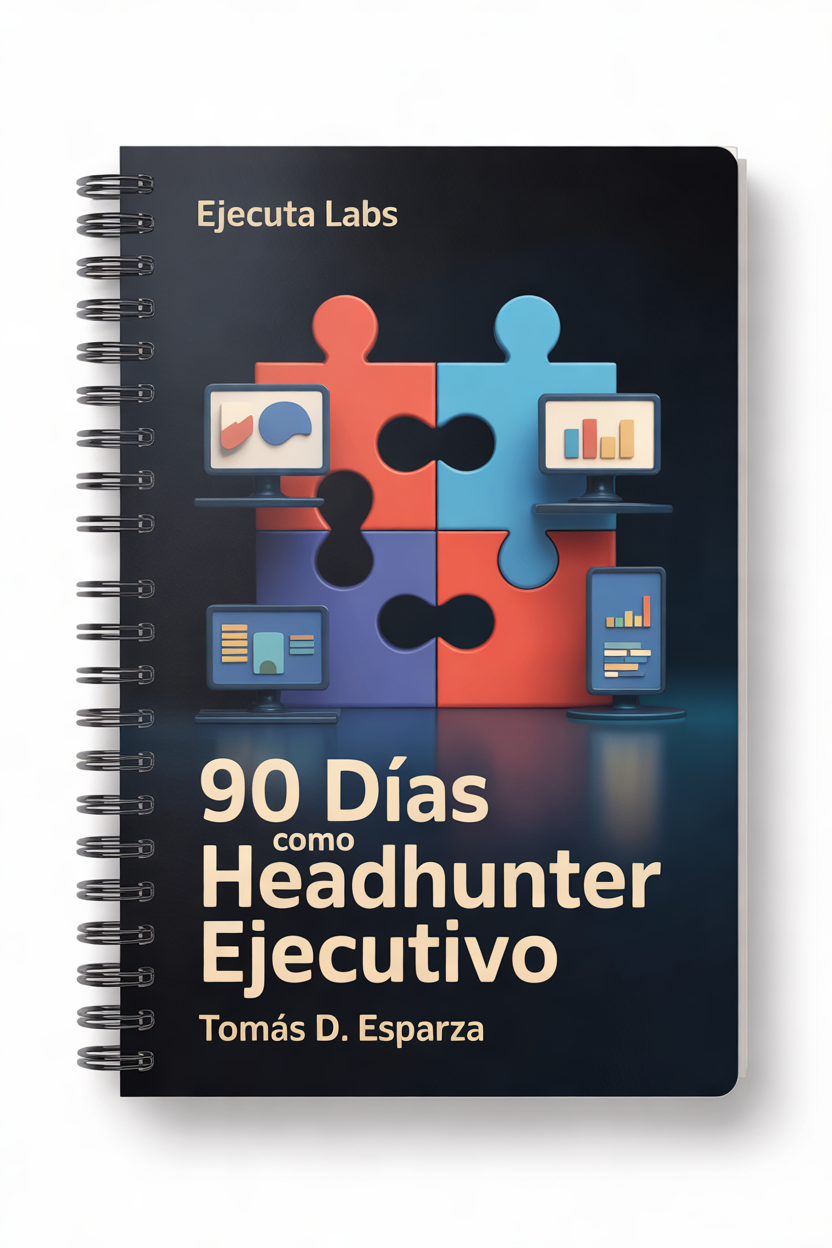 Ejecuta Labs
90 Días
como
Headhunter
Ejecutivo
Tomás D. Esparza